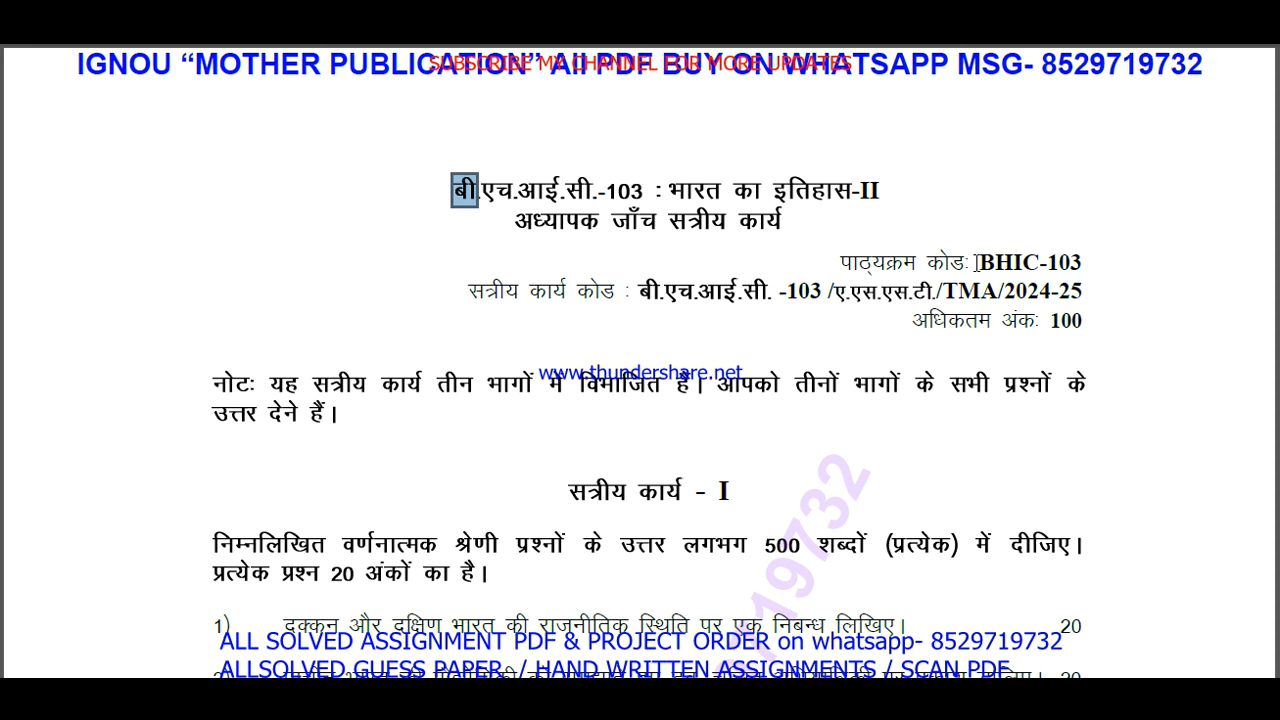 IGNOU “MOTHER PUBLICATION” All PDF BUY ON WHATSAPP MSG- 8529719732
SUBSCRIBE MY CHANNEL FOR MORE UPDATES
बी.एच.आई.सी.-103 : भारत का इतिहास-II
अध्यापक जाँच सत्रीय कार्य
पाठ्यक्रम कोड: BHIC-103
सत्रीय कार्य कोड : बी.एच.आई.सी. -103 /ए.एस.एस.टी./TMA/2024-25
अधिकतम अंक: 100
www.thundershare.net
नोट: यह सत्रीय कार्य तीन भागों में विभाजित हैं। आपको तीनों भागों के सभी प्रश्नों के
उत्तर देने हैं।
सत्रीय कार्य - I
निम्नलिखित वर्णनात्मक श्रेणी प्रश्नों के उत्तर लगभग 500 शब्दों (प्रत्येक) में दीजिए।
प्रत्येक प्रश्न 20 अंकों का है।
1) दक्कन और दक्षिण भारत की राजनीतिक स्थिति पर एक निबन्ध लिखिए। 20
ALL SOLVED ASSIGNMENT PDF & PROJECT ORDER on whatsapp- 8529719732
ALLSOLVED GUESS PAPER / HAND WRITTEN ASSIGNMENTS / SCAN PDF
19732